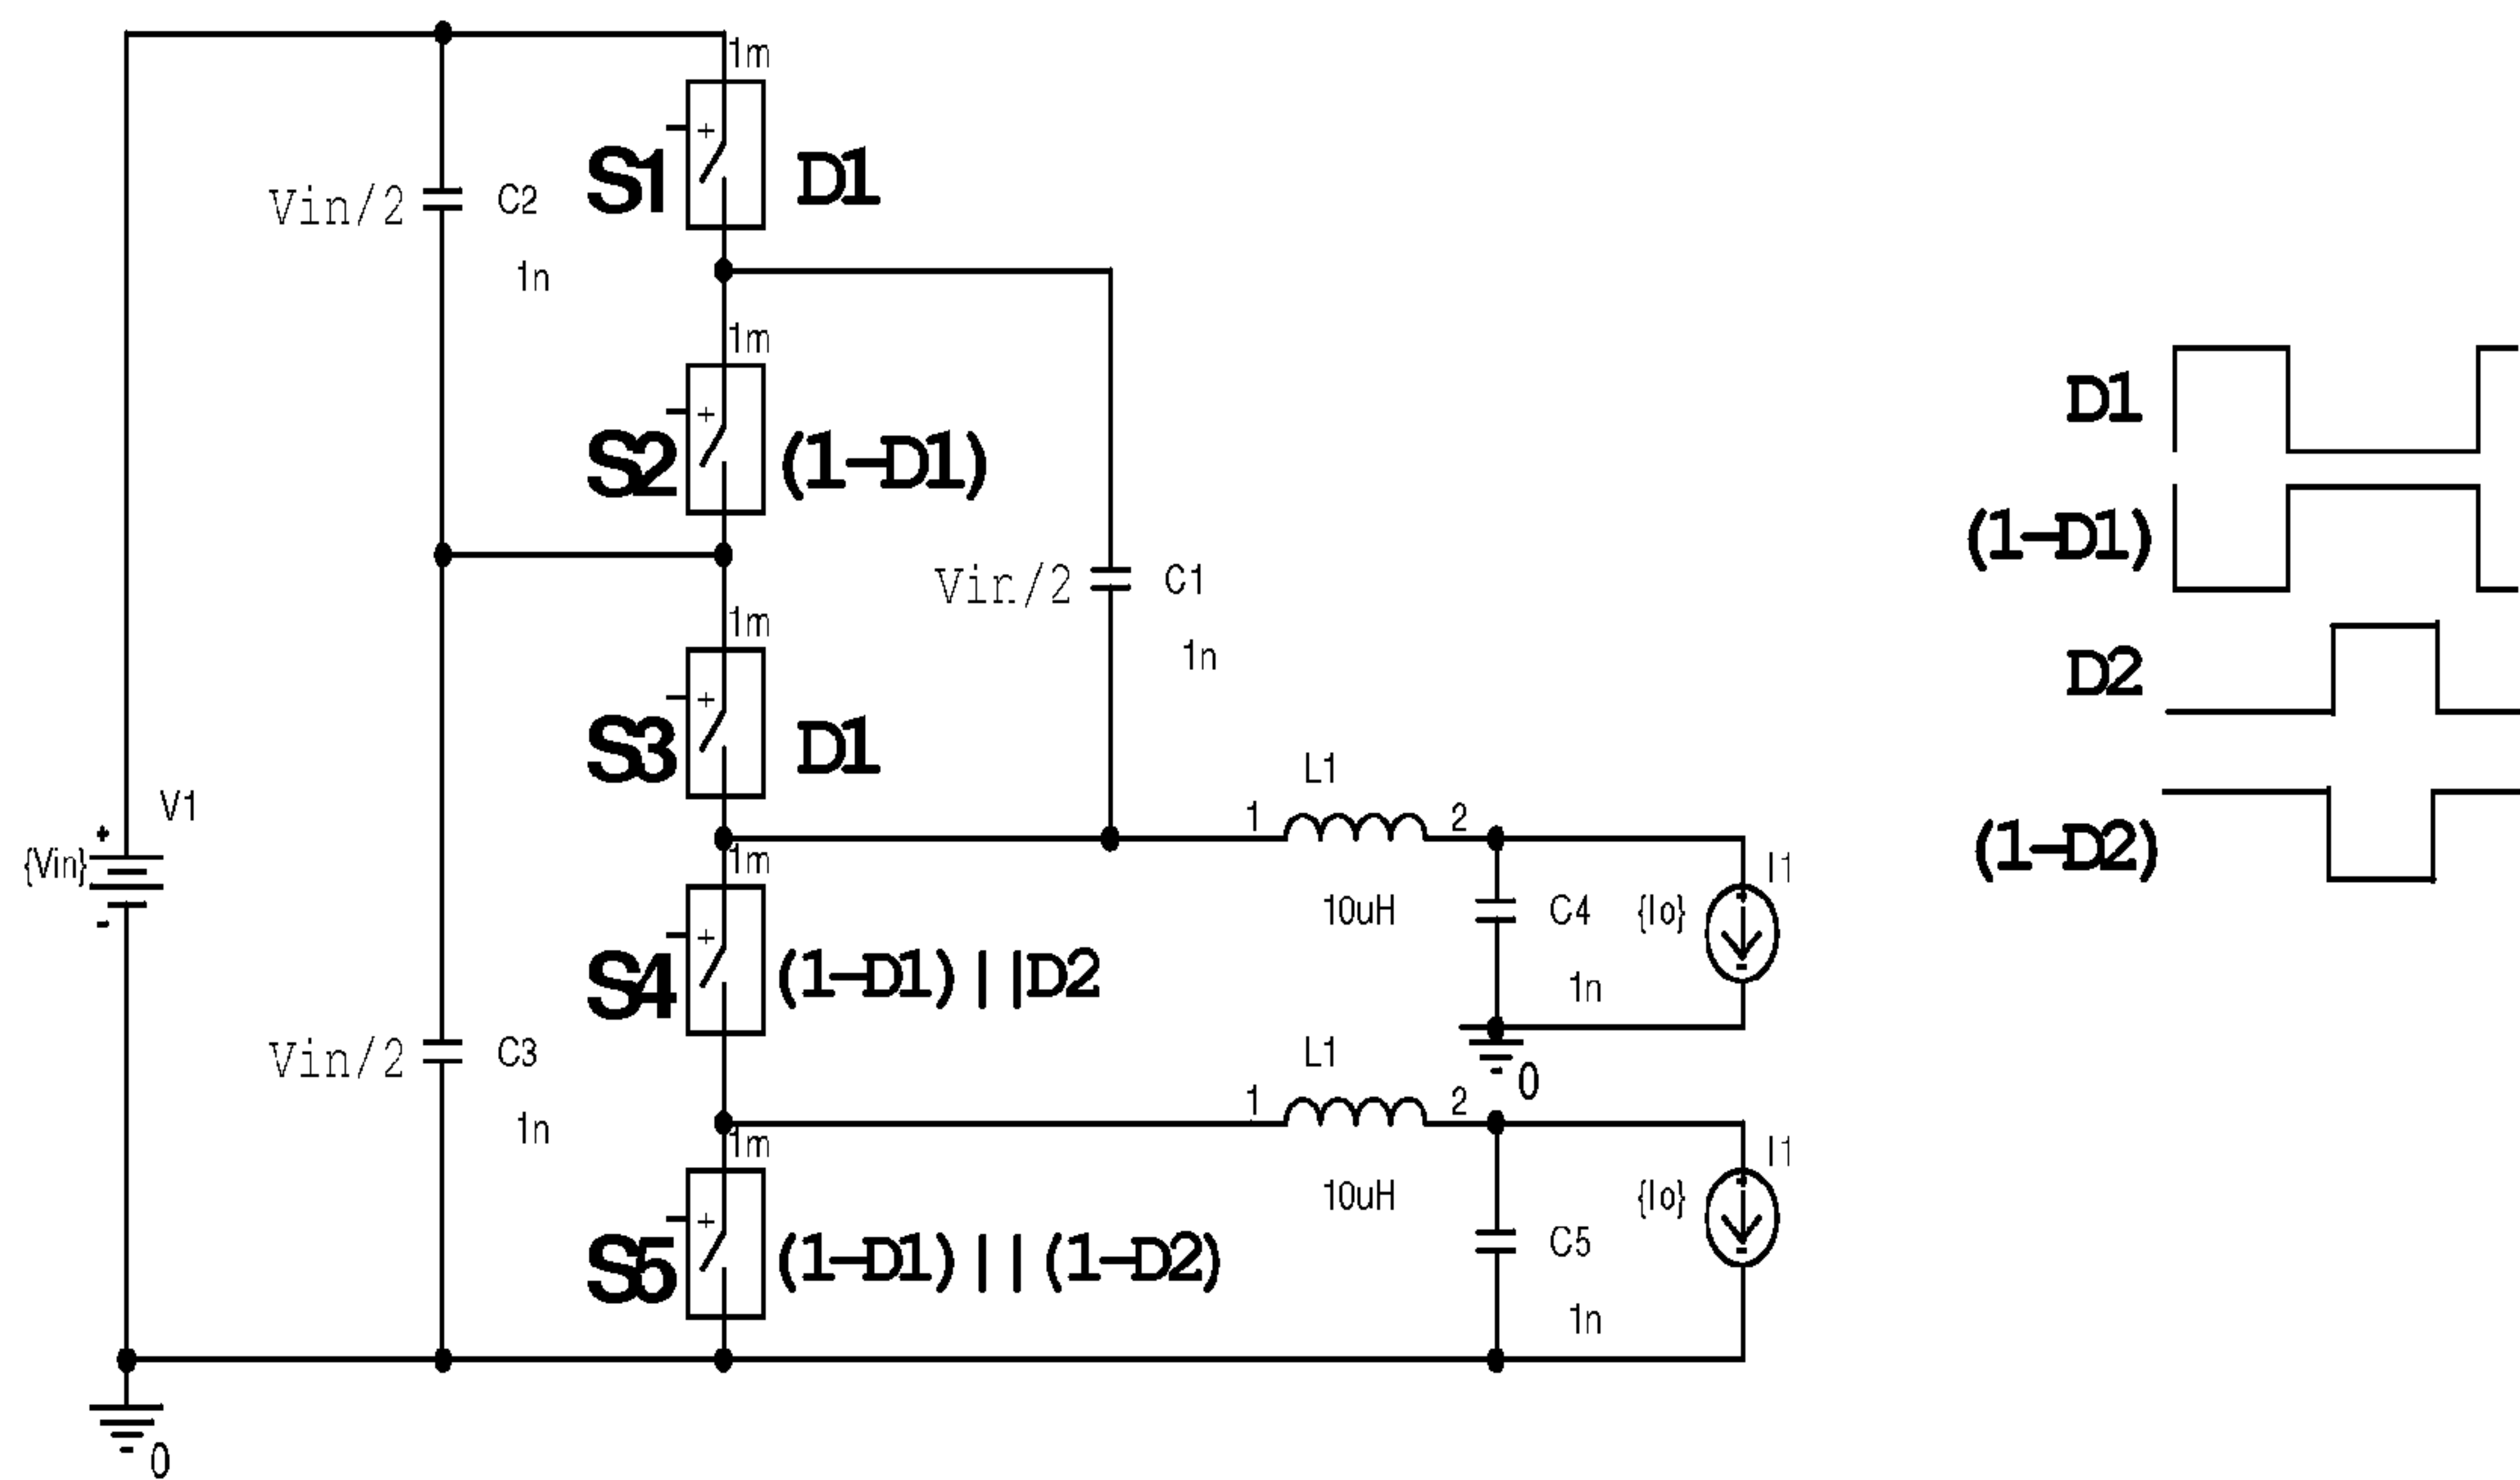 1m
S1
D1
Vin/2
C2
1n
1m
S2
(1-D1)
D1
(1-D1)
Vin/2
C1
1n
1m
S3
D1
D2
(1-D2)
V1
{Vin}
+
-
L1
1
2
10uH
1m
S4
(1-D1)||D2
C4
1n
{Io}
I1
0
Vin/2
C3
1n
L1
1
2
10uH
1m
S5
(1-D1)||(1-D2)
C5
1n
{Io}
I1
0